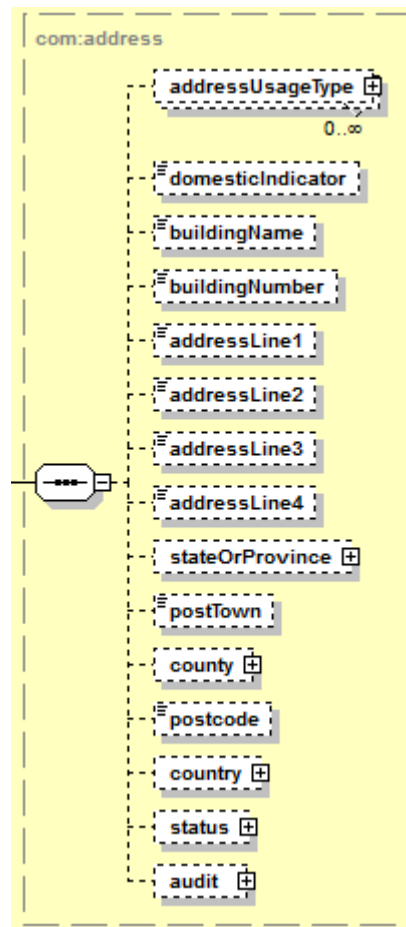 com:address
addressUsageType
0..∞
domesticIndicator
buildingName
buildingNumber
addressLine1
addressLine2
addressLine3
addressLine4
stateOrProvince
postTown
county
postcode
country
status
audit